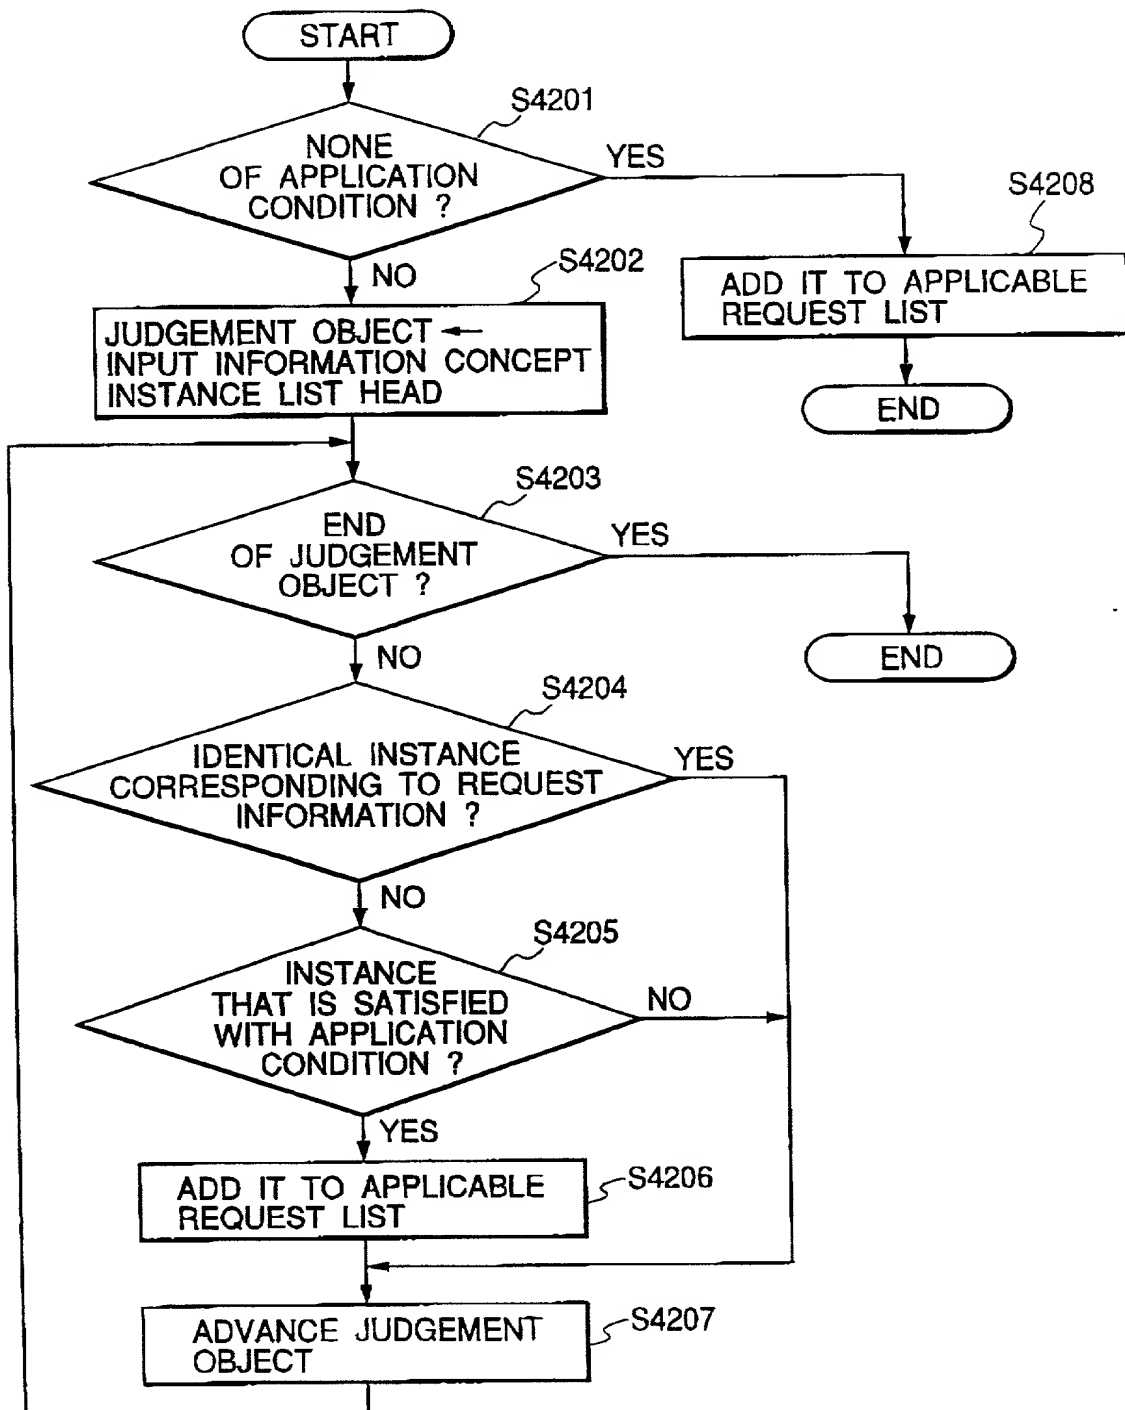 START
S4201
NONE
OF APPLICATION
CONDITION ?
YES
NO
S4208
ADD IT TO APPLICABLE
REQUEST LIST
END
S4202
JUDGEMENT OBJECT ←
INPUT INFORMATION CONCEPT
INSTANCE LIST HEAD
S4203
END
OF JUDGEMENT
OBJECT ?
YES
END
NO
S4204
IDENTICAL INSTANCE
CORRESPONDING TO REQUEST
INFORMATION ?
YES
NO
S4205
INSTANCE
THAT IS SATISFIED
WITH APPLICATION
CONDITION ?
NO
YES
S4206
ADD IT TO APPLICABLE
REQUEST LIST
S4207
ADVANCE JUDGEMENT
OBJECT